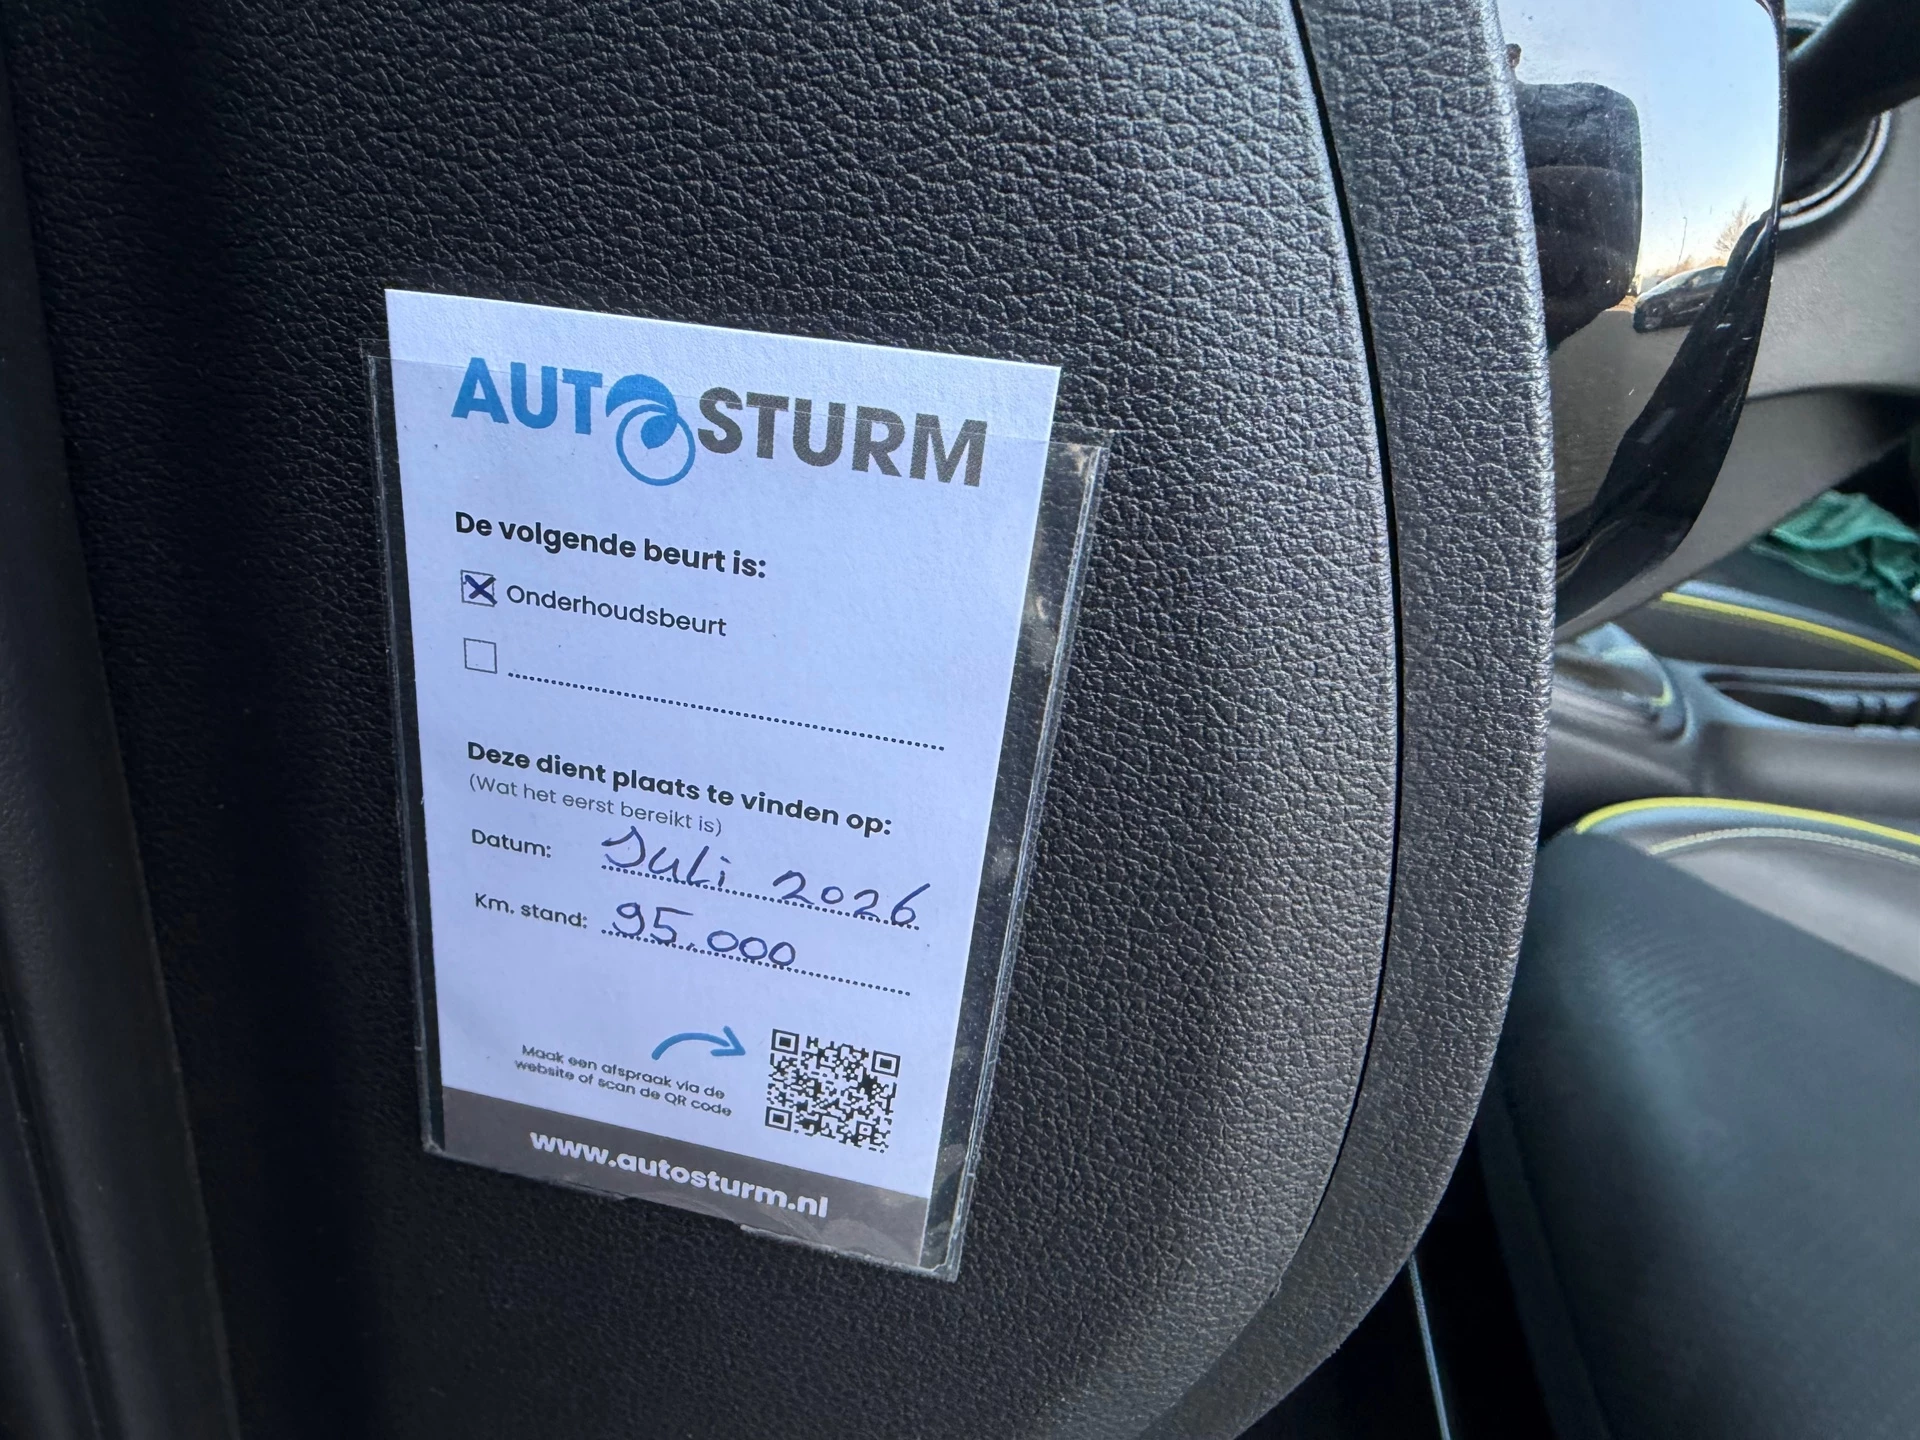 AUTOSTURM
De volgende beurt is:
Onderhoudsbeurt
Deze dient plaats te vinden op:
(Wat het eerst bereikt is)
Datum: Juli 2026
Km. stand: 95.000
Maak een afspraak via de
website of scan de QR code
www.autosturm.nl